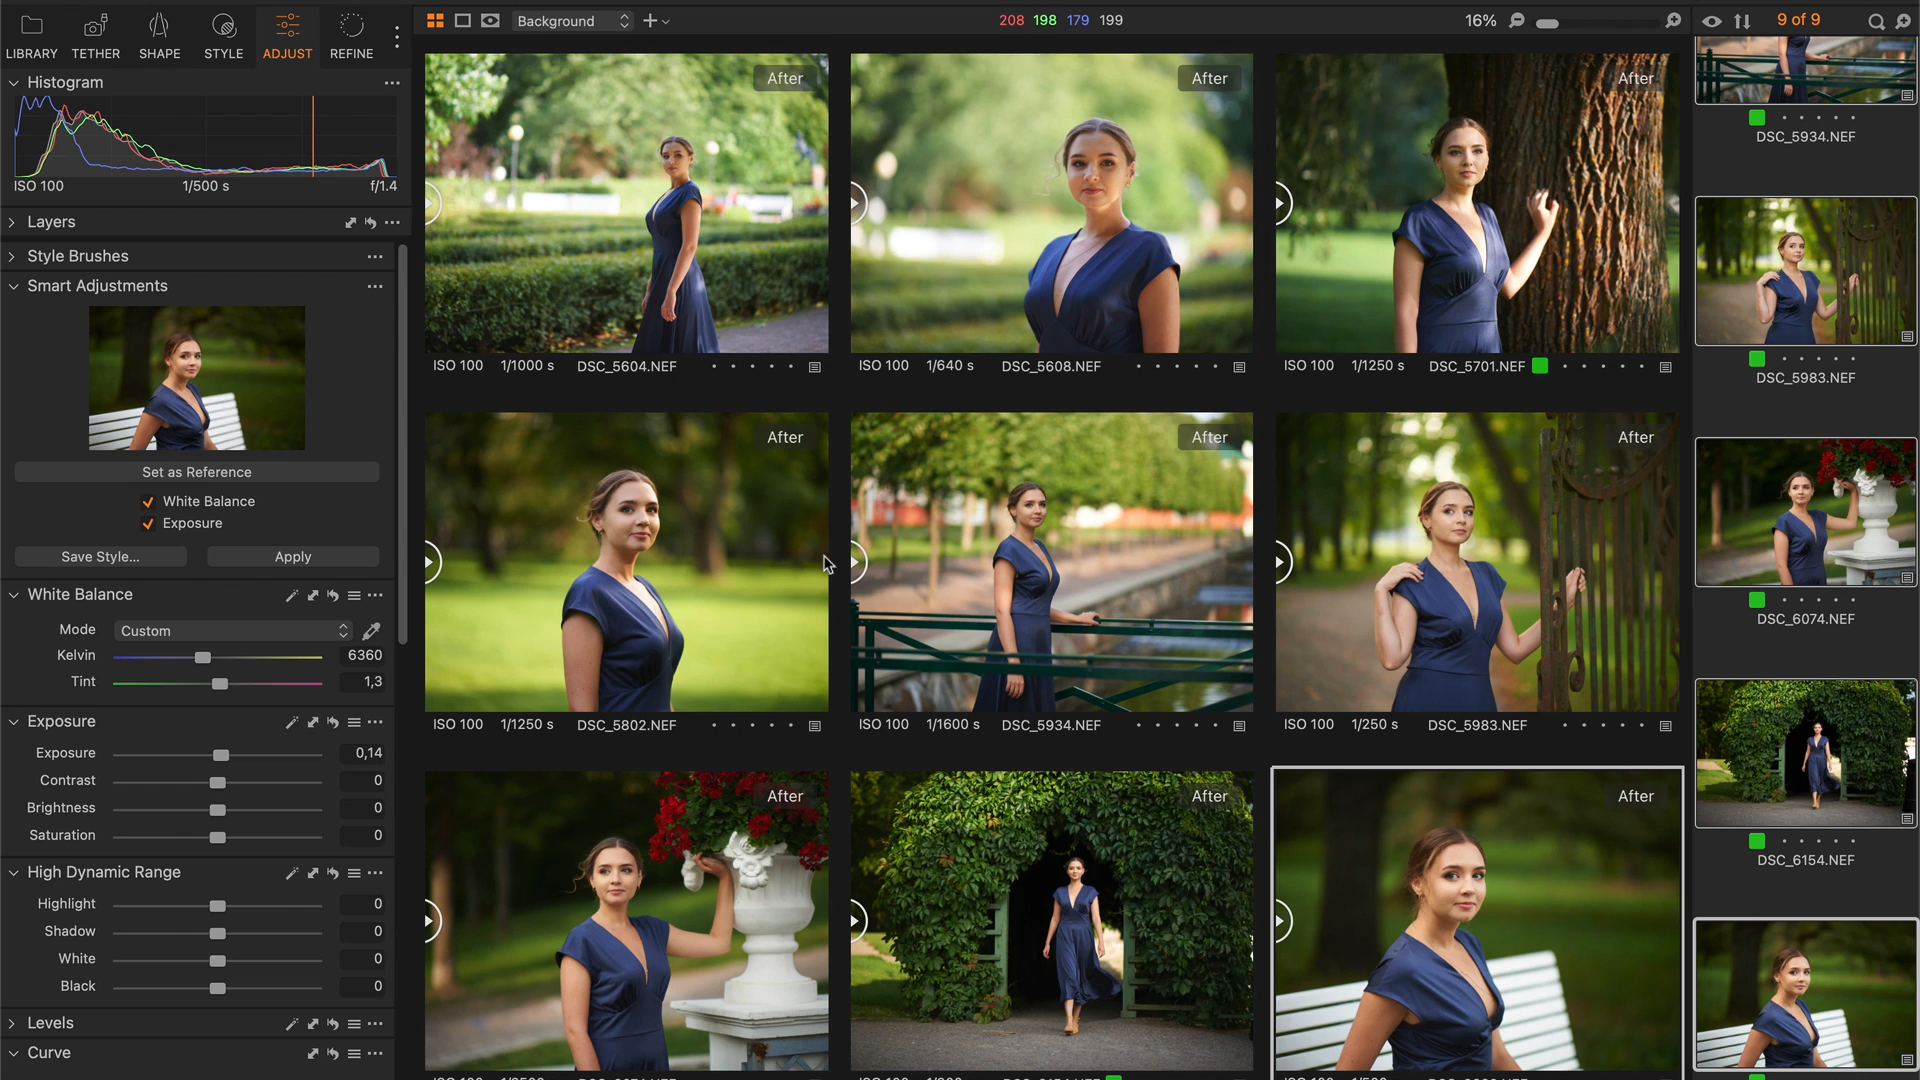 LIBRARY TETHER SHAPE STYLE ADJUST REFINE
Background
208 198 179 199
16%
9 of 9
Histogram
ISO 100 1/500 s f/1.4
Layers
Style Brushes
Smart Adjustments
Set as Reference
White Balance
Exposure
Save Style... Apply
White Balance
Mode Custom
Kelvin 6360
Tint 1,3
Exposure
Exposure 0,14
Contrast 0
Brightness 0
Saturation 0
High Dynamic Range
Highlight 0
Shadow 0
White 0
Black 0
Levels
Curve
After After After
ISO 100 1/1000 s DSC_5604.NEF
ISO 100 1/640 s DSC_5608.NEF
ISO 100 1/1250 s DSC_5701.NEF
After After After
ISO 100 1/1250 s DSC_5802.NEF
ISO 100 1/1600 s DSC_5934.NEF
ISO 100 1/250 s DSC_5983.NEF
After After After
DSC_5934.NEF
DSC_5983.NEF
DSC_6074.NEF
DSC_6154.NEF